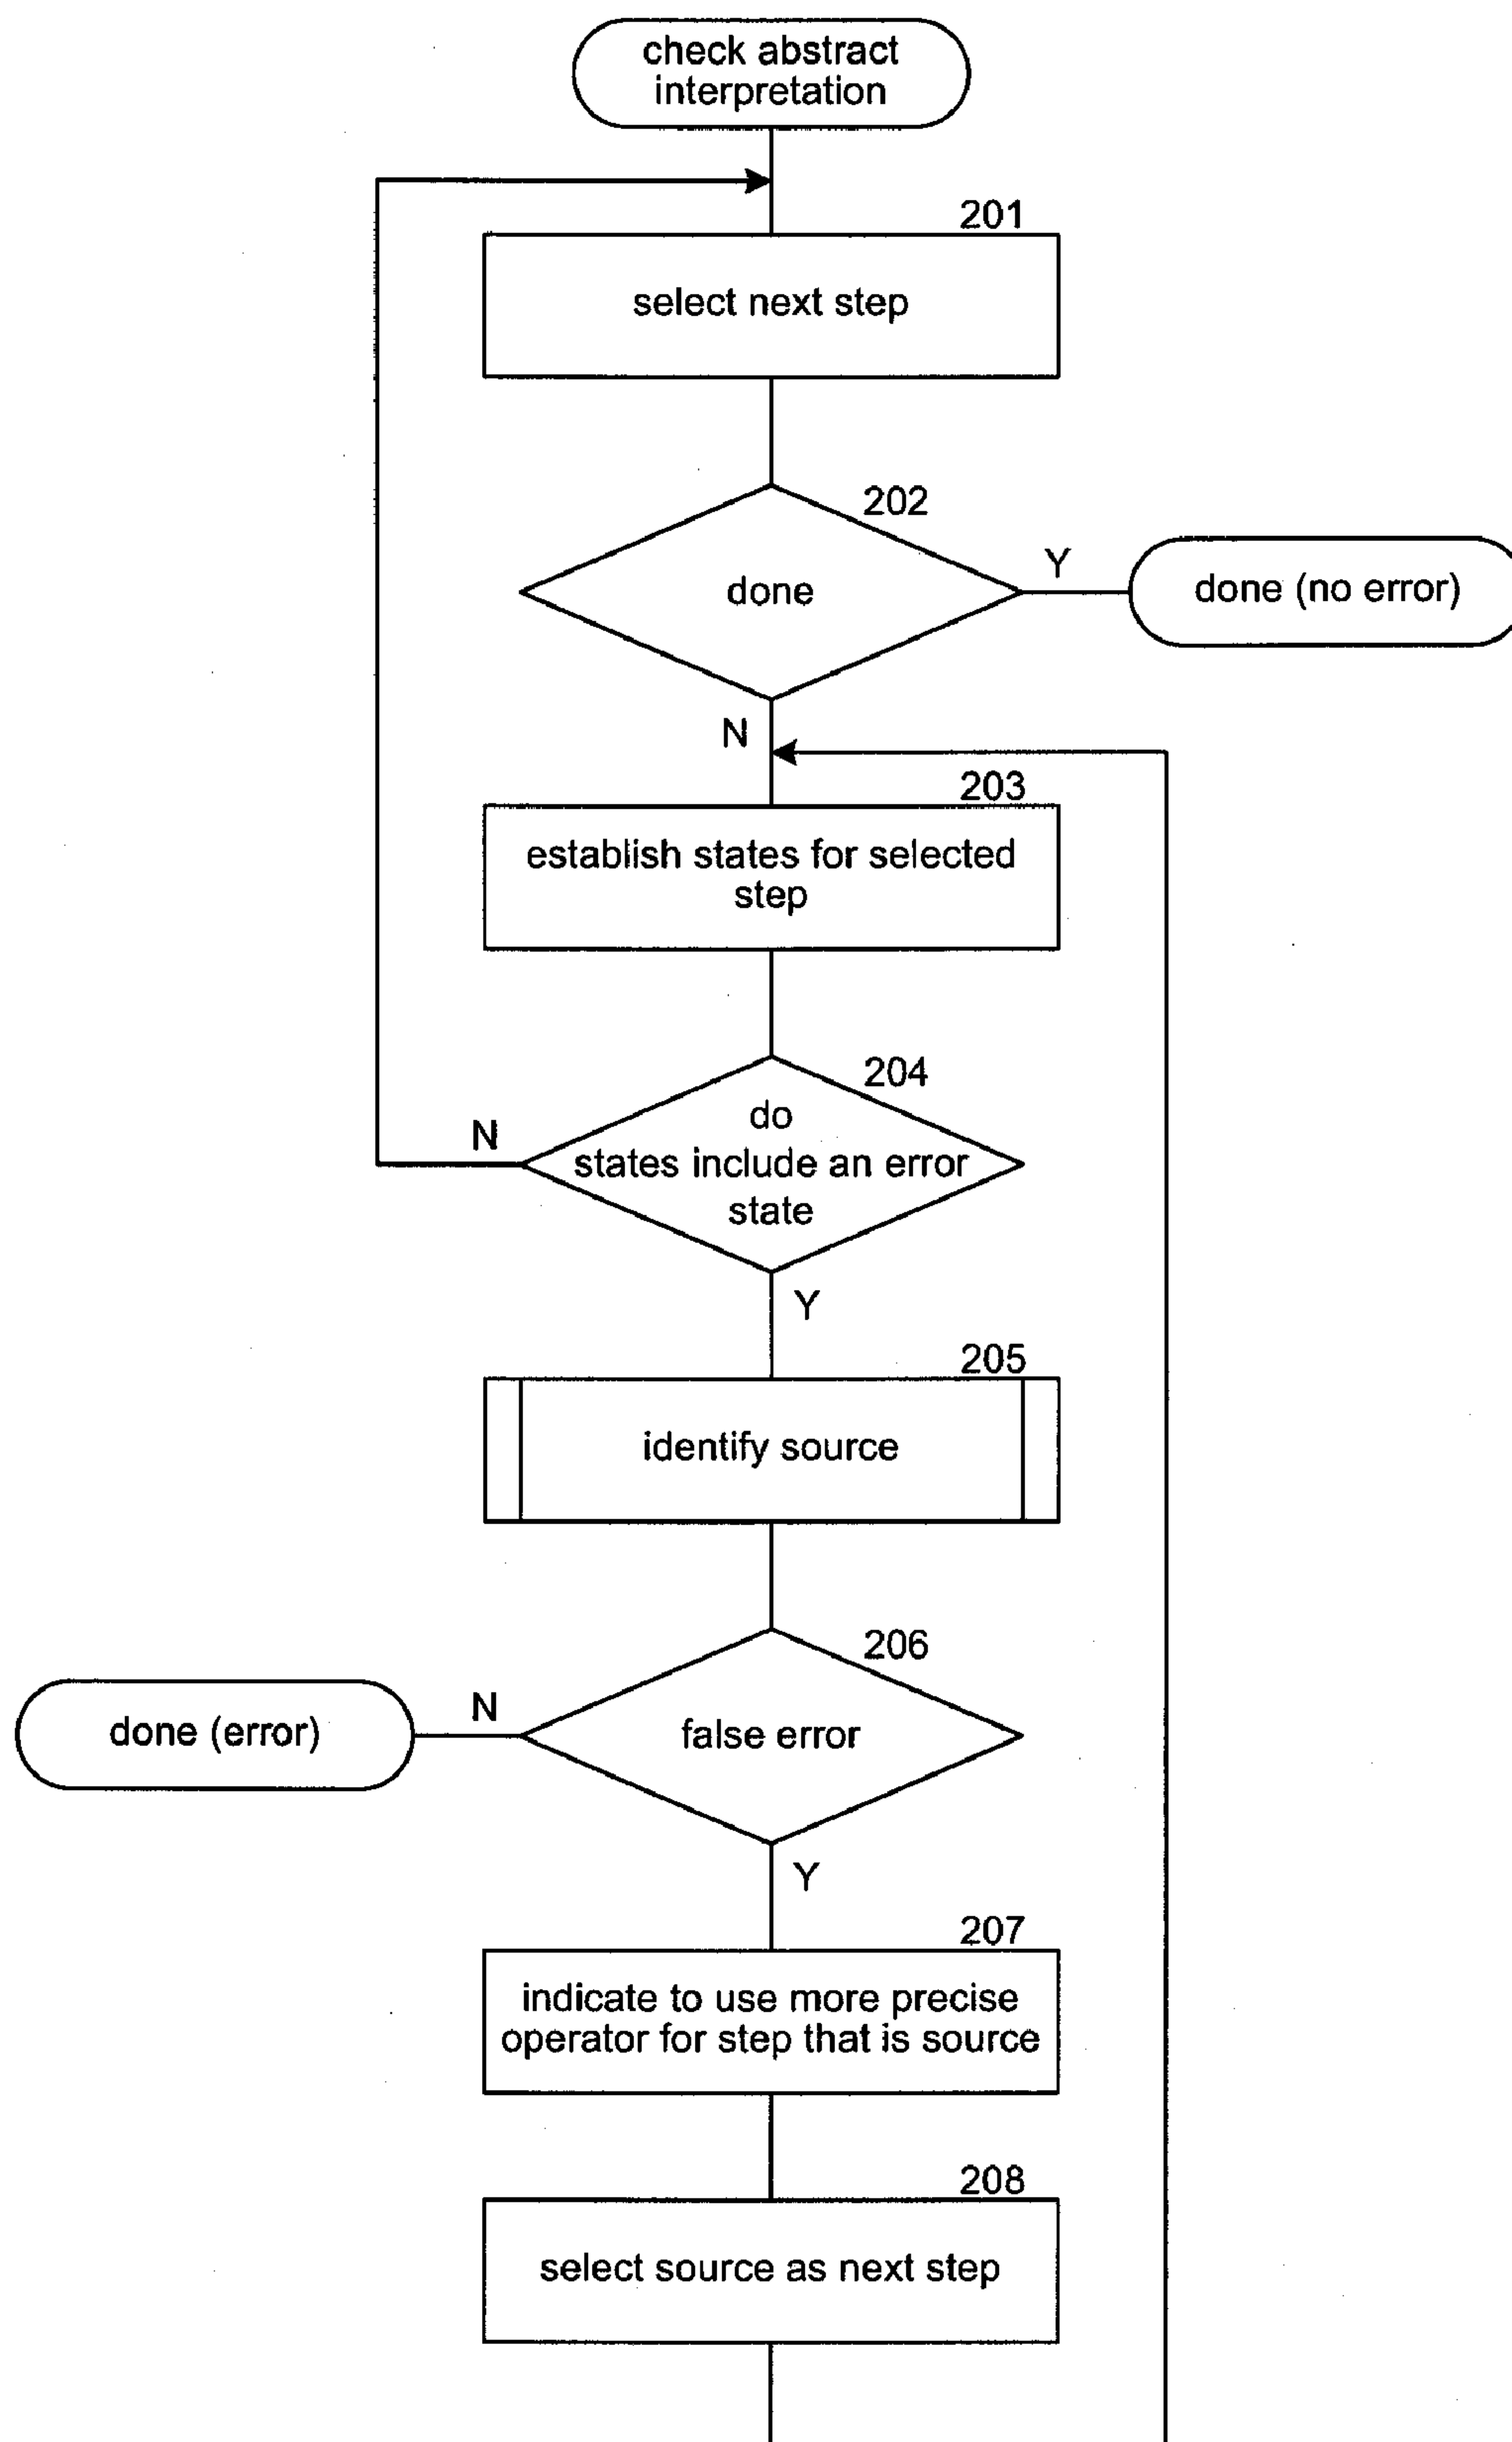 check abstract
interpretation
201
select next step
202
done
Y
done (no error)
N
203
establish states for selected
step
204
do
states include an error
state
N
Y
205
identify source
206
false error
N
done (error)
Y
207
indicate to use more precise
operator for step that is source
208
select source as next step